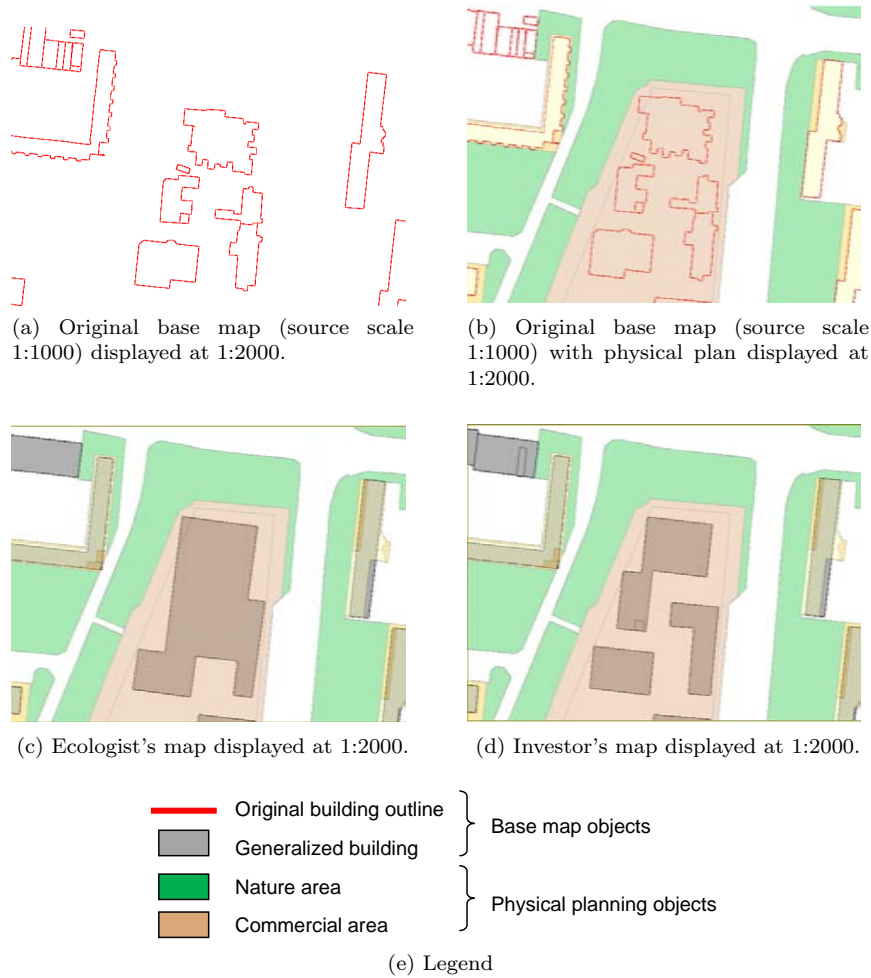 (a) Original base map (source scale
1:1000) displayed at 1:2000.
(b) Original base map (source scale
1:1000) with physical plan displayed at
1:2000.
(c) Ecologist's map displayed at 1:2000.
(d) Investor's map displayed at 1:2000.
Original building outline
Generalized building
Base map objects
Nature area
Commercial area
Physical planning objects
(e) Legend